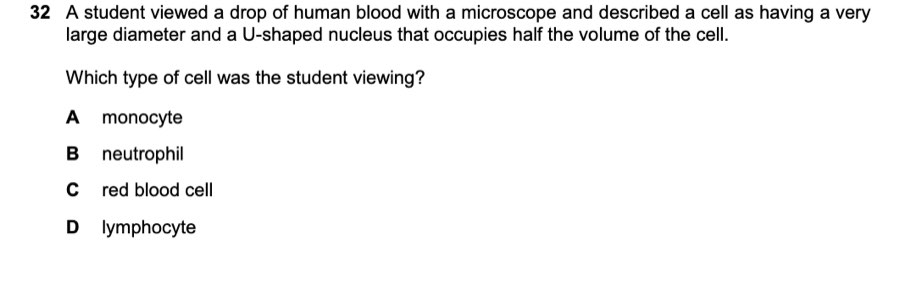 32 A student viewed a drop of human blood with a microscope and described a cell as having a very
large diameter and a U-shaped nucleus that occupies half the volume of the cell.
Which type of cell was the student viewing?
A monocyte
B neutrophil
C red blood cell
D lymphocyte